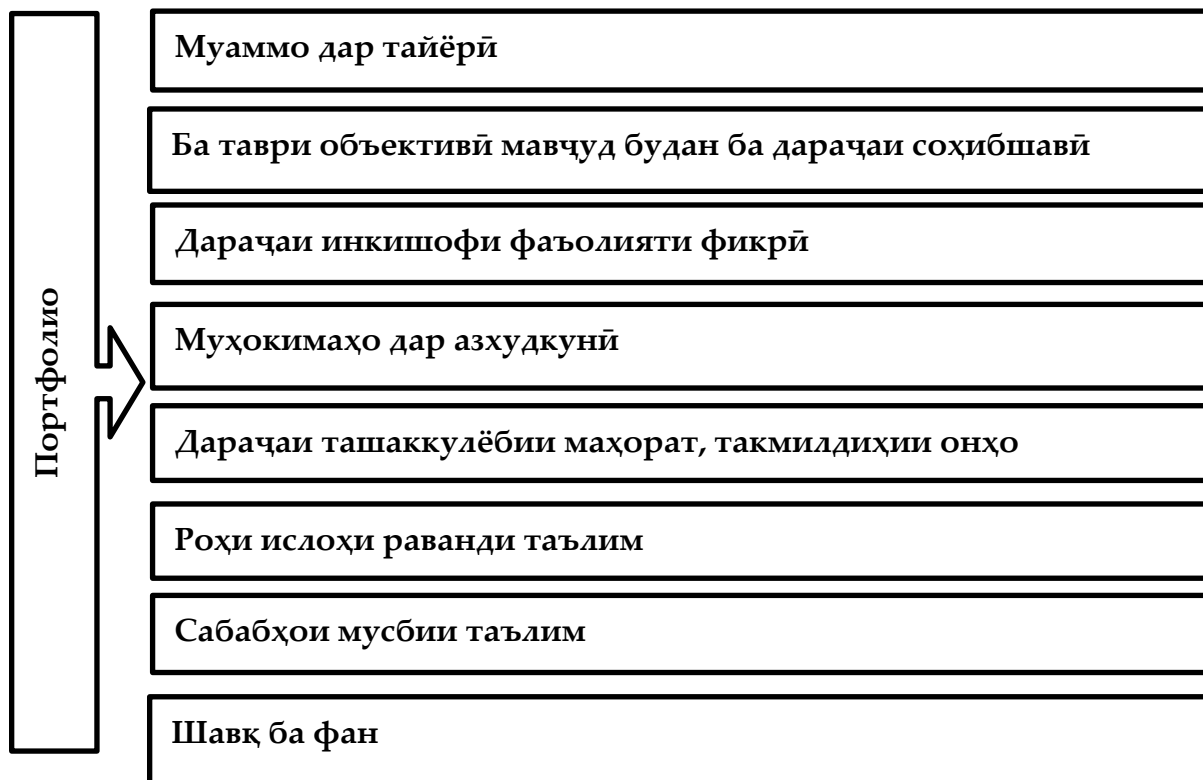 Портфолио
Муаммо дар тайёрӣ
Ба таври объективӣ мавҷуд будан ба дараҷаи соҳибшавӣ
Дараҷаи инкишофи фаъолияти фикрӣ
Муҳокимаҳо дар азхудкунӣ
Дараҷаи ташаккулёбии маҳорат, такмилдиҳии онҳо
Роҳи ислоҳи раванди таълим
Сабабҳои мусбии таълим
Шавқ ба фан